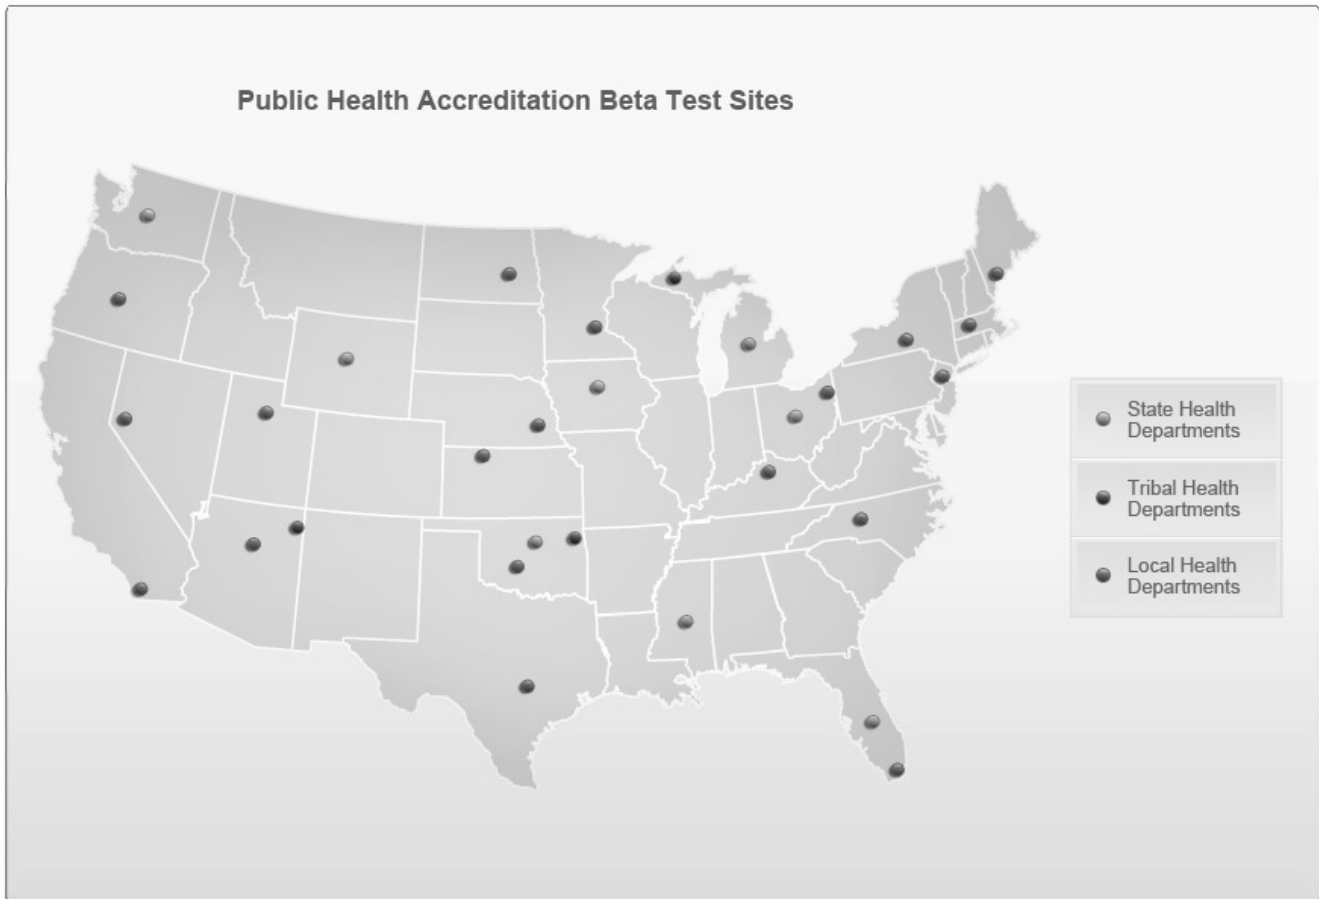 Public Health Accreditation Beta Test Sites
State Health
Departments
Tribal Health
Departments
Local Health
Departments